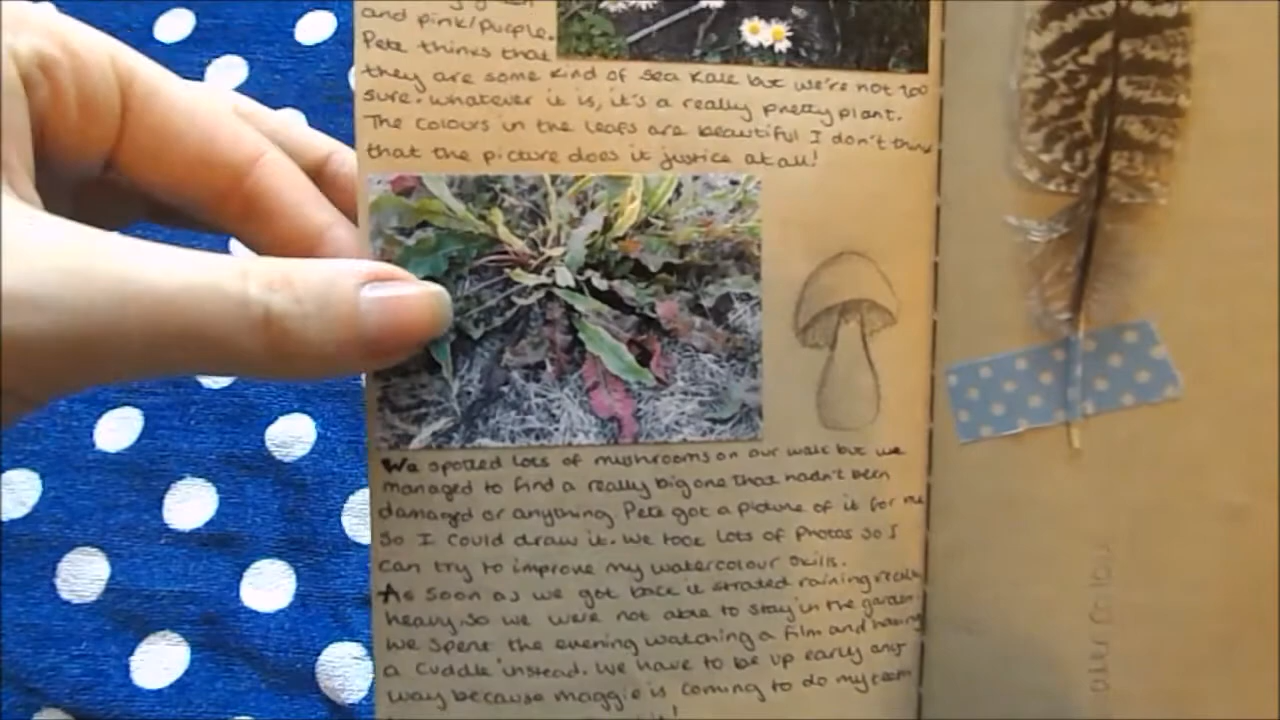 and pink/purple.
Pete thinks that
they are some kind of sea kale but we're not too
sure. whatever it is, it's a really pretty plant.
The colours in the leafs are beautiful I don't think
that the picture does it justice at all!
We spotted lots of mushrooms on our walk but we
managed to find a really big one that hadn't been
damaged or anything. Pete got a picture of it for me
so I could draw it. We took lots of photos so I
can try to improve my watercolour skills.
As soon as we got back it strated raining really
heavy so we were not able to stay in the garden
We spent the evening watching a film and having
a cuddle instead. We have to be up early any
way because maggie is coming to do my room